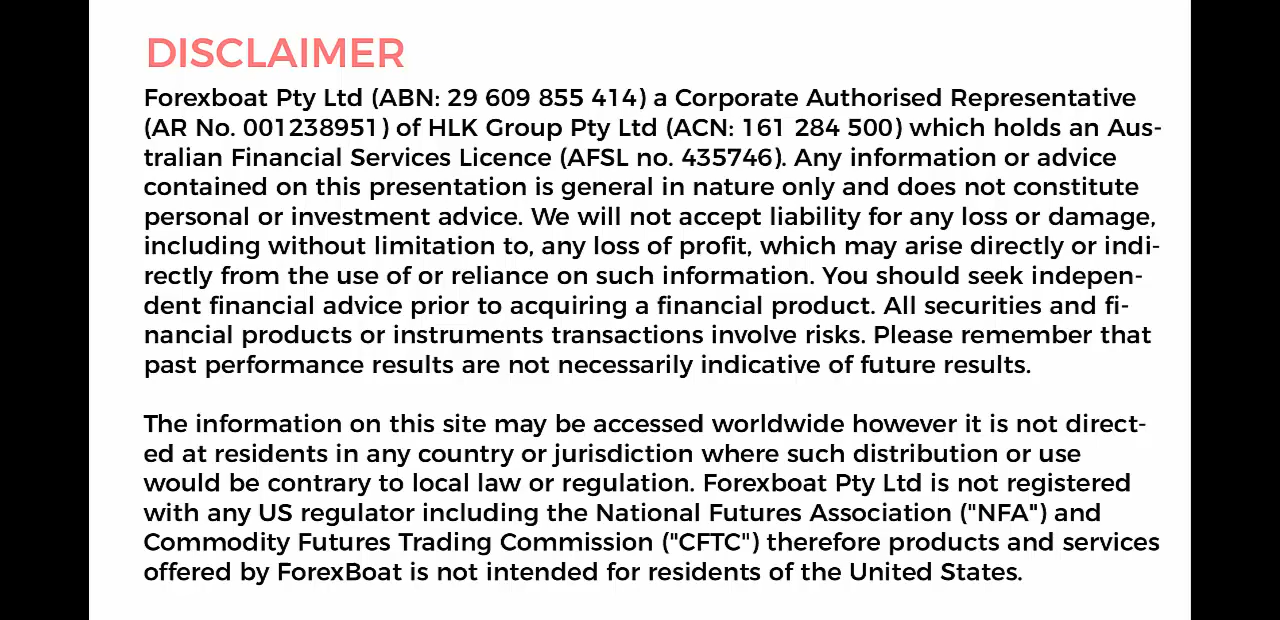 DISCLAIMER
Forexboat Pty Ltd (ABN: 29 609 855 414) a Corporate Authorised Representative
(AR No. 001238951) of HLK Group Pty Ltd (ACN: 161 284 500) which holds an Aus-
tralian Financial Services Licence (AFSL no. 435746). Any information or advice
contained on this presentation is general in nature only and does not constitute
personal or investment advice. We will not accept liability for any loss or damage,
including without limitation to, any loss of profit, which may arise directly or indi-
rectly from the use of or reliance on such information. You should seek indepen-
dent financial advice prior to acquiring a financial product. All securities and fi-
nancial products or instruments transactions involve risks. Please remember that
past performance results are not necessarily indicative of future results.
The information on this site may be accessed worldwide however it is not direct-
ed at residents in any country or jurisdiction where such distribution or use
would be contrary to local law or regulation. Forexboat Pty Ltd is not registered
with any US regulator including the National Futures Association ("NFA") and
Commodity Futures Trading Commission ("CFTC") therefore products and services
offered by ForexBoat is not intended for residents of the United States.